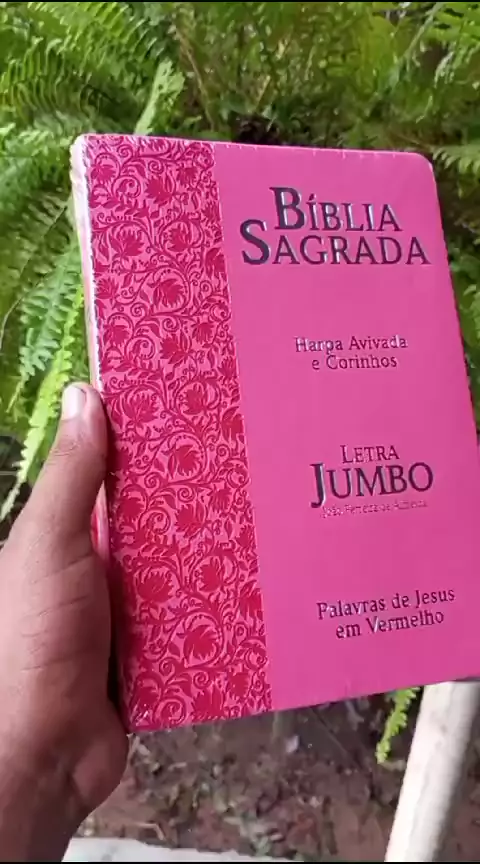 BÍBLIA
SAGRADA
Harpa Avivada
e Corinhos
LETRA
JUMBO
João Ferreira de Almeida
Palavras de Jesus
em Vermelho